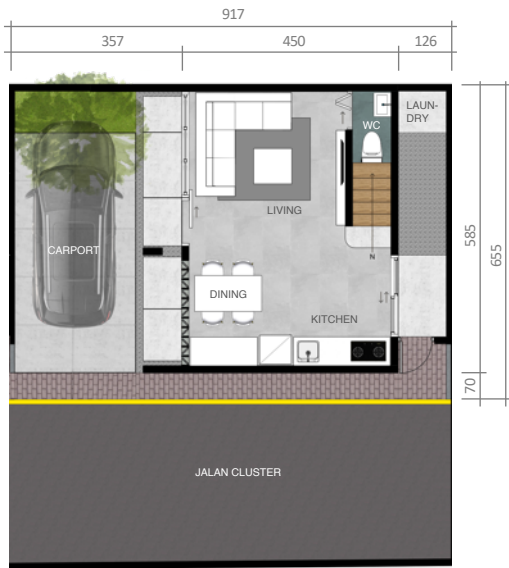 917
357
450
126
LAUN-
DRY
WC
LIVING
CARPORT
585
655
N
DINING
KITCHEN
70
JALAN CLUSTER